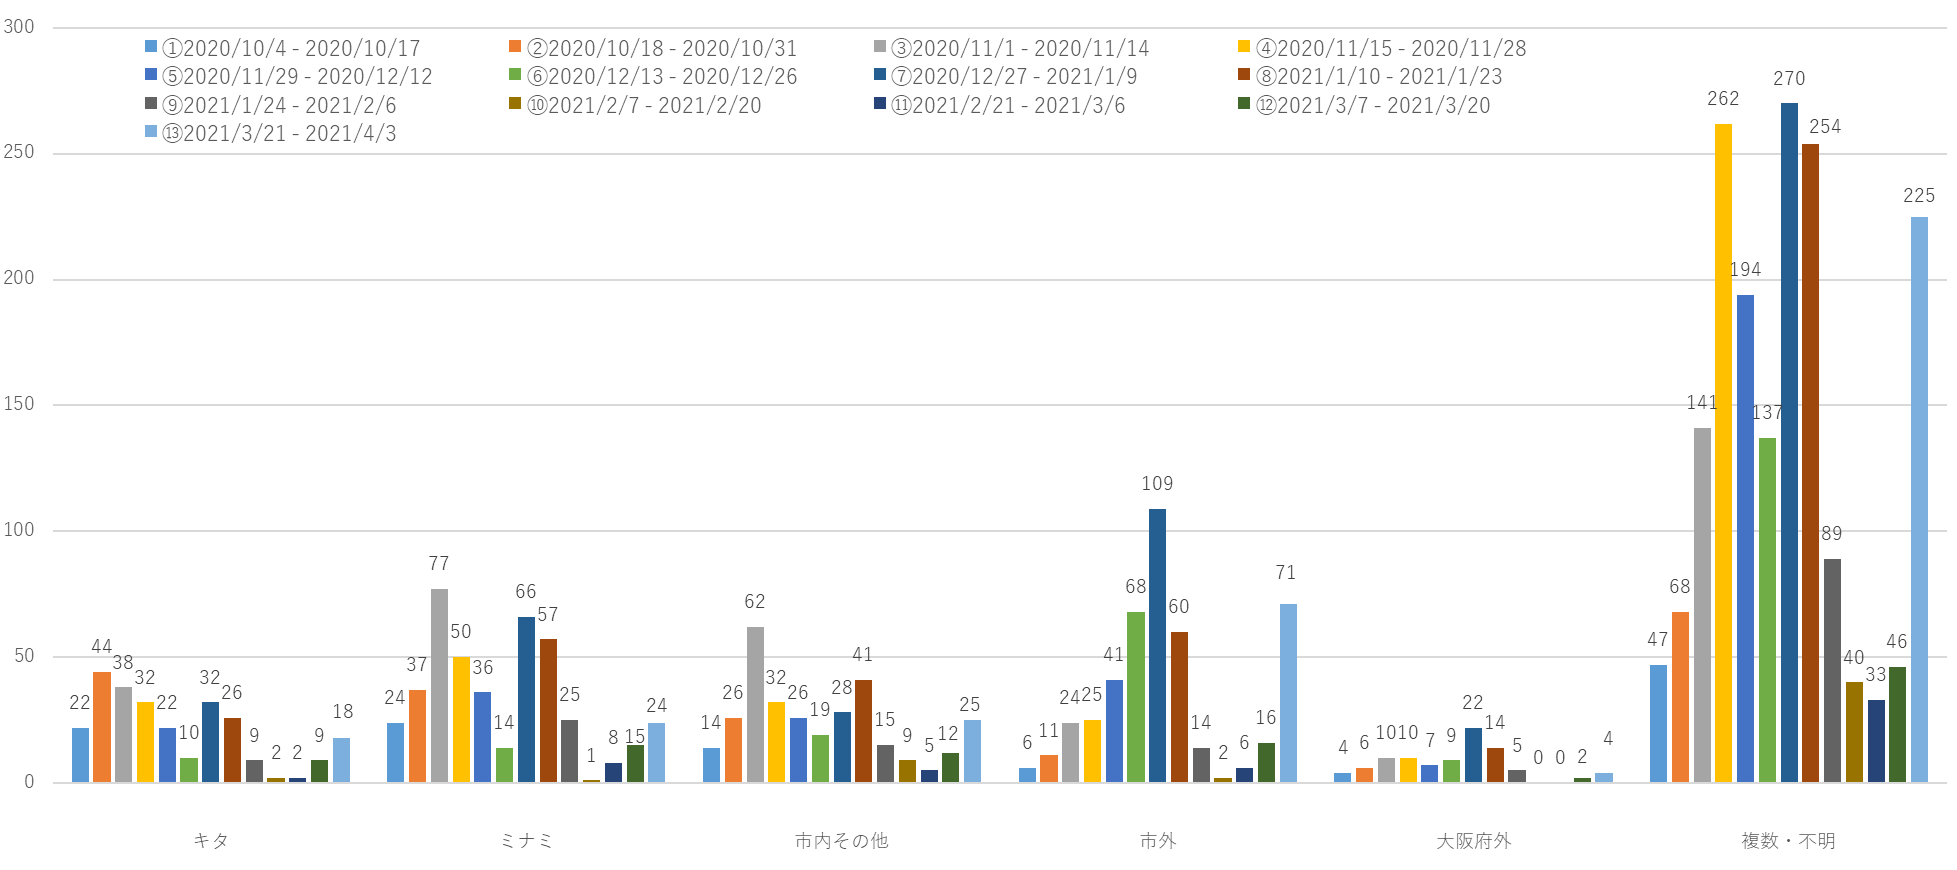 300
①2020/10/4 - 2020/10/17 ②2020/10/18 - 2020/10/31 ③2020/11/1 - 2020/11/14 ④2020/11/15 - 2020/11/28
⑤2020/11/29 - 2020/12/12 ⑥2020/12/13 - 2020/12/26 ⑦2020/12/27 - 2021/1/9 ⑧2021/1/10 - 2021/1/23
⑨2021/1/24 - 2021/2/6 ⑩2021/2/7 - 2021/2/20 ⑪2021/2/21 - 2021/3/6 ⑫2021/3/7 - 2021/3/20
⑬2021/3/21 - 2021/4/3
250
200
150
100
50
0
22 44 38 32 22 10 32 26 9 2 2 9 18
24 37 77 50 36 14 66 57 25 1 8 15 24
14 26 62 32 26 19 28 41 15 9 5 12 25
6 11 24 25 41 68 109 60 14 2 6 16 71
4 6 10 10 7 9 22 14 5 0 0 2 4
47 68 141 262 194 137 270 254 89 40 33 46 225
キタ ミナミ 市内その他 市外 大阪府外 複数・不明